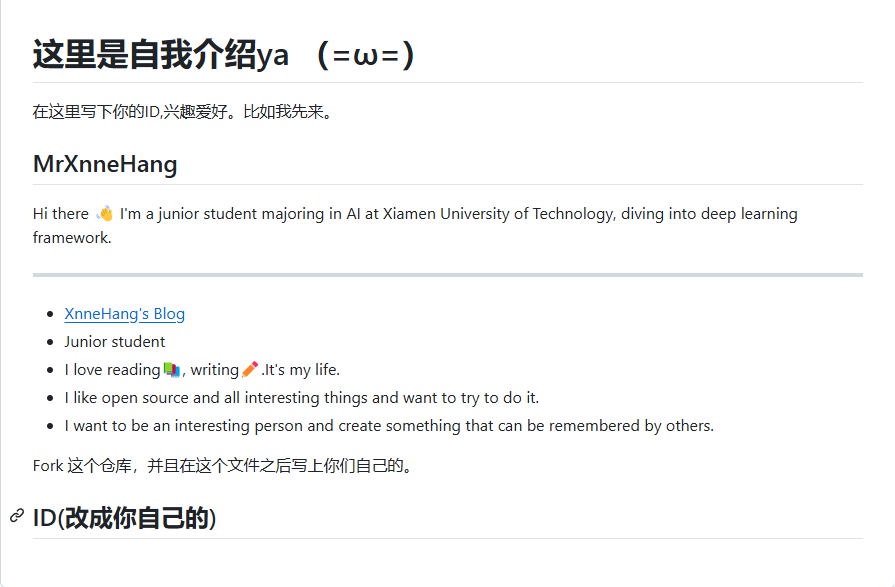 这里是自我介绍ya （=ω=）
在这里写下你的ID,兴趣爱好。比如我先来。
MrXnneHang
Hi there 👋 I'm a junior student majoring in AI at Xiamen University of Technology, diving into deep learning
framework.
XnneHang's Blog
Junior student
I love reading📚, writing✏️.It's my life.
I like open source and all interesting things and want to try to do it.
I want to be an interesting person and create something that can be remembered by others.
Fork 这个仓库，并且在这个文件之后写上你们自己的。
ID(改成你自己的)